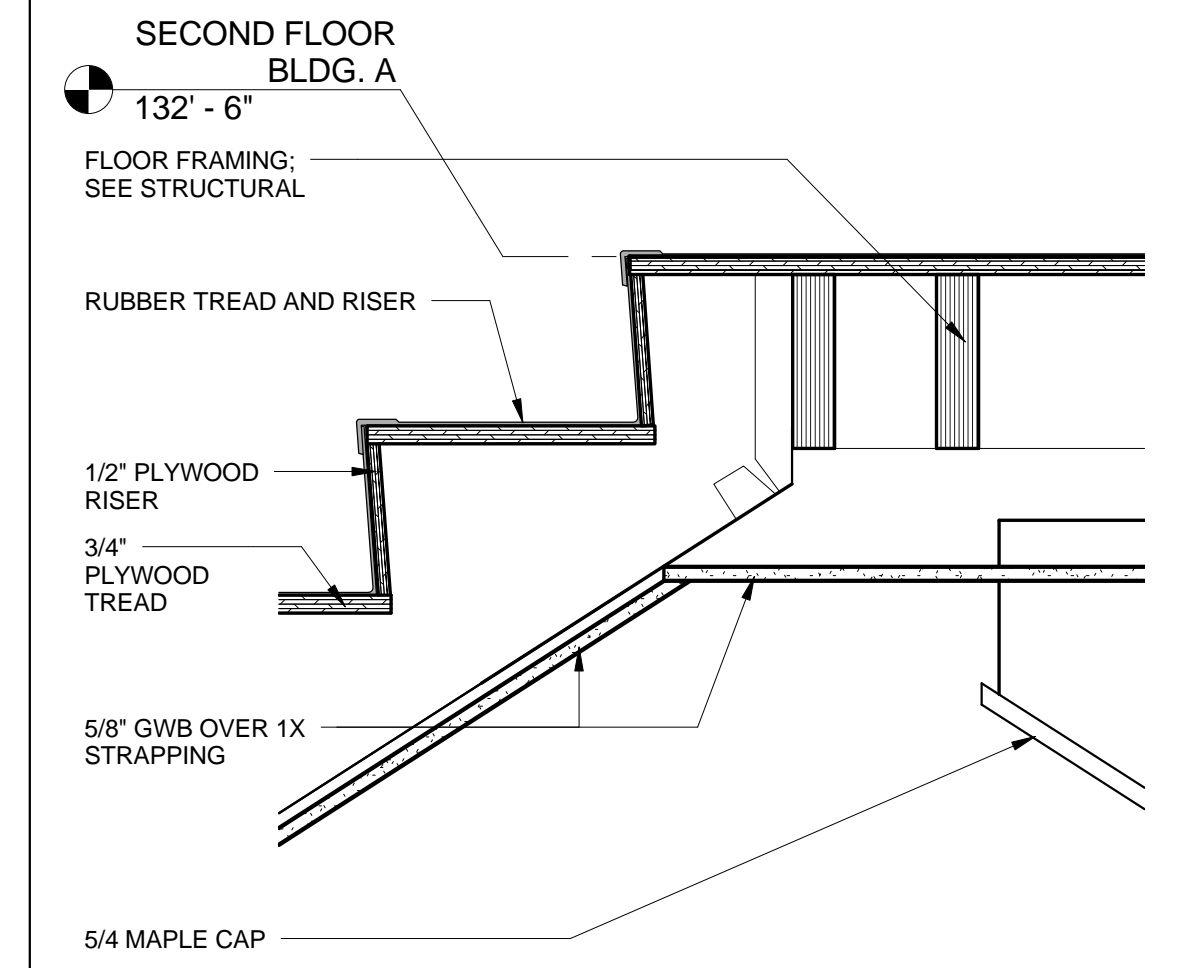 SECOND FLOOR
BLDG. A
132' - 6"
FLOOR FRAMING;
SEE STRUCTURAL
RUBBER TREAD AND RISER
1/2" PLYWOOD
RISER
3/4"
PLYWOOD
TREAD
5/8" GWB OVER 1X
STRAPPING
5/4 MAPLE CAP